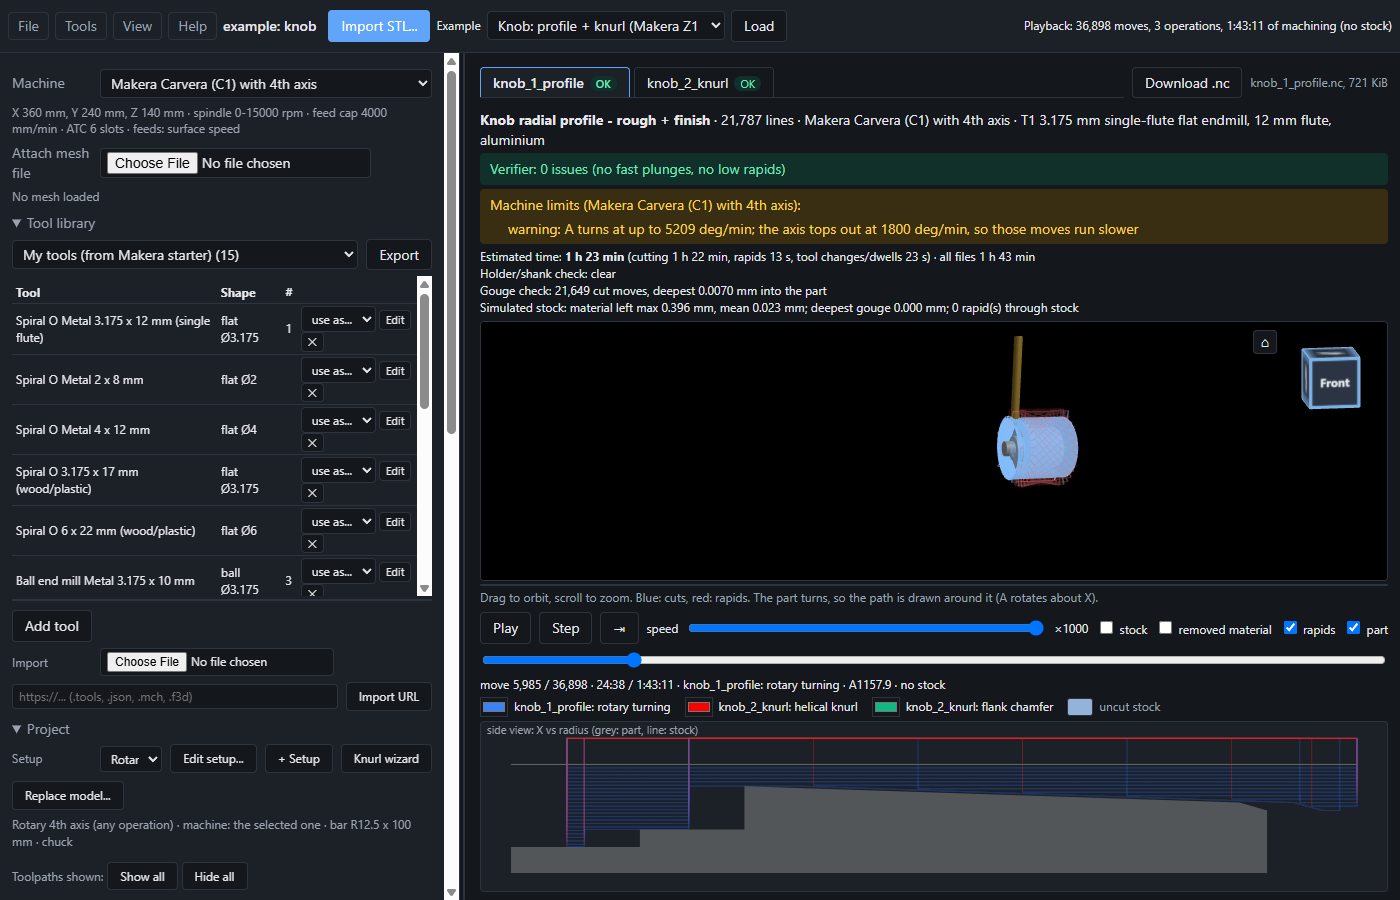 File Tools View Help example: knob Import STL... Example Knob: profile + knurl (Makera Z1 Load Playback: 36,898 moves, 3 operations, 1:43:11 of machining (no stock)
Machine Makera Carvera (C1) with 4th axis
X 360 mm, Y 240 mm, Z 140 mm · spindle 0-15000 rpm · feed cap 4000
mm/min · ATC 6 slots · feeds: surface speed
Attach mesh
file
Choose File No file chosen
No mesh loaded
▼ Tool library
My tools (from Makera starter) (15) Export
Tool Shape #
Spiral O Metal 3.175 x 12 mm (single
flute)
flat
Ø3.175
1 use as... Edit
×
Spiral O Metal 2 x 8 mm flat Ø2 use as... Edit
×
Spiral O Metal 4 x 12 mm flat Ø4 use as... Edit
×
Spiral O 3.175 x 17 mm
(wood/plastic)
flat
Ø3.175
use as... Edit
×
Spiral O 6 x 22 mm (wood/plastic) flat Ø6 use as... Edit
×
Ball end mill Metal 3.175 x 10 mm ball
Ø3.175
3 use as... Edit
×
Add tool
Import Choose File No file chosen
https://... (.tools, .json, .mch, .f3d) Import URL
▼ Project
Setup Rotar Edit setup... + Setup Knurl wizard
Replace model...
Rotary 4th axis (any operation) · machine: the selected one · bar R12.5 x 100
mm · chuck
Toolpaths shown: Show all Hide all
knob_1_profile OK knob_2_knurl OK Download .nc knob_1_profile.nc, 721 KiB
Knob radial profile - rough + finish · 21,787 lines · Makera Carvera (C1) with 4th axis · T1 3.175 mm single-flute flat endmill, 12 mm flute,
aluminium
Verifier: 0 issues (no fast plunges, no low rapids)
Machine limits (Makera Carvera (C1) with 4th axis):
warning: A turns at up to 5209 deg/min; the axis tops out at 1800 deg/min, so those moves run slower
Estimated time: 1 h 23 min (cutting 1 h 22 min, rapids 13 s, tool changes/dwells 23 s) · all files 1 h 43 min
Holder/shank check: clear
Gouge check: 21,649 cut moves, deepest 0.0070 mm into the part
Simulated stock: material left max 0.396 mm, mean 0.023 mm; deepest gouge 0.000 mm; 0 rapid(s) through stock
⌂
Front
Drag to orbit, scroll to zoom. Blue: cuts, red: rapids. The part turns, so the path is drawn around it (A rotates about X).
Play Step ⇥ speed ×1000 stock removed material rapids part
move 5,985 / 36,898 · 24:38 / 1:43:11 · knob_1_profile: rotary turning · A1157.9 · no stock
knob_1_profile: rotary turning knob_2_knurl: helical knurl knob_2_knurl: flank chamfer uncut stock
side view: X vs radius (grey: part, line: stock)